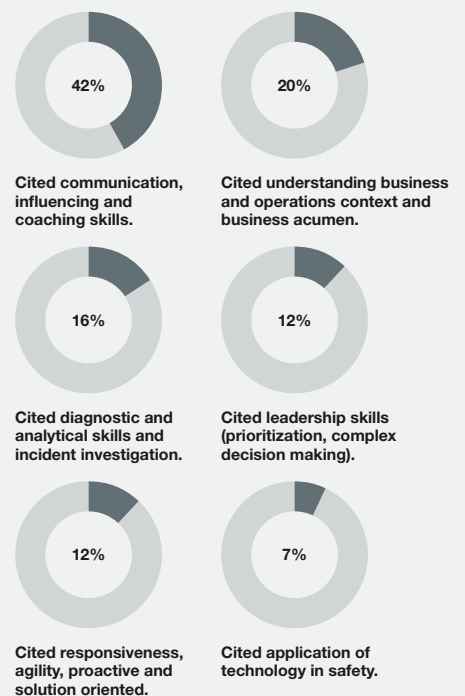 42%
Cited communication,
influencing and
coaching skills.
20%
Cited understanding business
and operations context and
business acumen.
16%
Cited diagnostic and
analytical skills and
incident investigation.
12%
Cited leadership skills
(prioritization, complex
decision making).
12%
Cited responsiveness,
agility, proactive and
solution oriented.
7%
Cited application of
technology in safety.